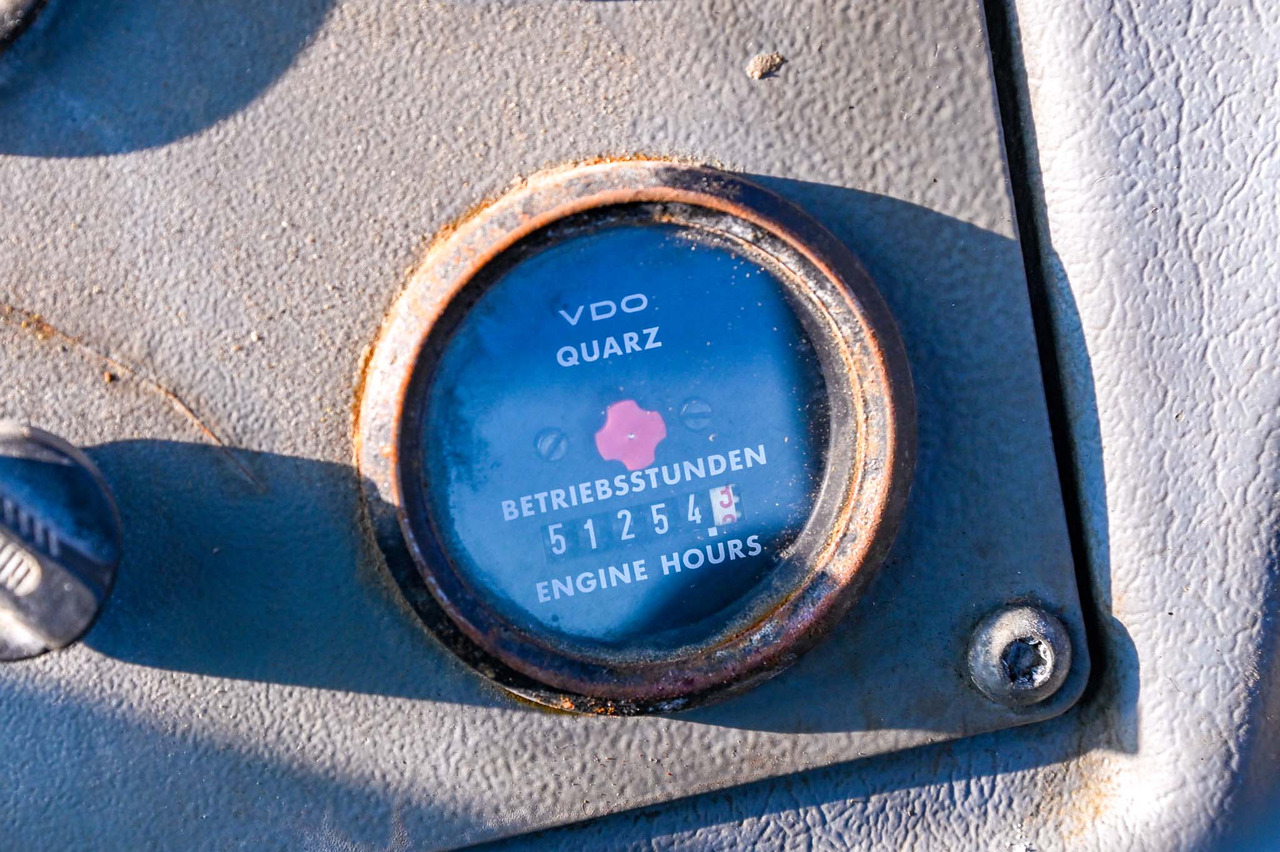 VDO
QUARZ
BETRIEBSSTUNDEN
51254
ENGINE HOURS